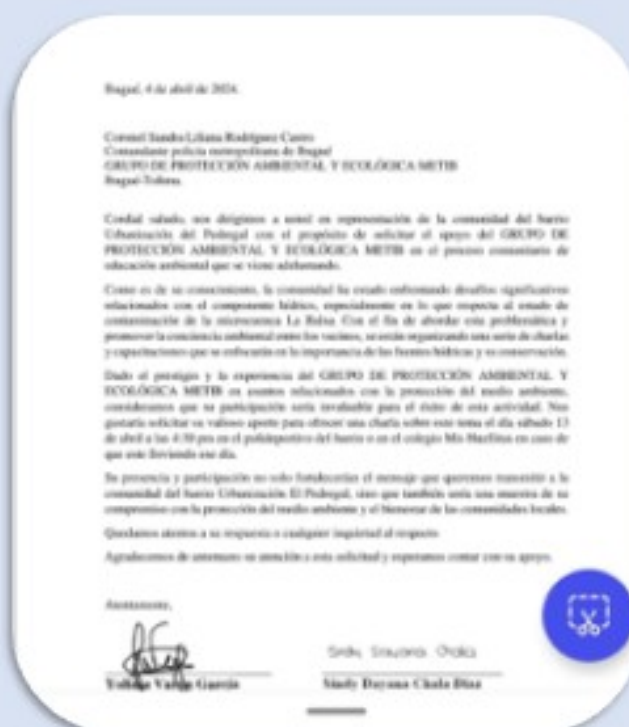 Ibagué, 4 de abril de 2024.
Coronel Sandra Liliana Rodríguez Castro
Comandante policía metropolitana de Ibagué
GRUPO DE PROTECCIÓN AMBIENTAL Y ECOLÓGICA METIB
Ibagué-Tolima.
Cordial saludo, nos dirigimos a usted en representación de la comunidad del barrio
Urbanización del Pedregal con el propósito de solicitar el apoyo del GRUPO DE
PROTECCIÓN AMBIENTAL Y ECOLÓGICA METIB en el proceso comunitario de
educación ambiental que se viene adelantando.
Como es de su conocimiento, la comunidad ha estado enfrentando desafíos significativos
relacionados con el componente hídrico, especialmente en lo que respecta al estado de
contaminación de la microcuenca La Balsa. Con el fin de abordar esta problemática y
promover la conciencia ambiental entre los vecinos, se están organizando una serie de charlas
y capacitaciones que se enfocarán en la importancia de las fuentes hídricas y su conservación.
Dado el prestigio y la experiencia del GRUPO DE PROTECCIÓN AMBIENTAL Y
ECOLÓGICA METIB en asuntos relacionados con la protección del medio ambiente,
consideramos que su participación sería invaluable para el éxito de esta actividad. Nos
gustaría solicitar su valioso aporte para ofrecer una charla sobre este tema el día sábado 13
de abril a las 4:30 pm en el polideportivo del barrio o en el colegio Mis Huellitas en caso de
que este lloviendo ese día.
Su presencia y participación no solo fortalecerían el mensaje que queremos transmitir a la
comunidad del barrio Urbanización El Pedregal, sino que también sería una muestra de su
compromiso con la protección del medio ambiente y el bienestar de las comunidades locales.
Quedamos atentos a su respuesta o cualquier inquietud al respecto
Agradecemos de antemano su atención a esta solicitud y esperamos contar con su apoyo.
Atentamente,
Sindy Dayana Chala
García
Sindy Dayana Chala Díaz